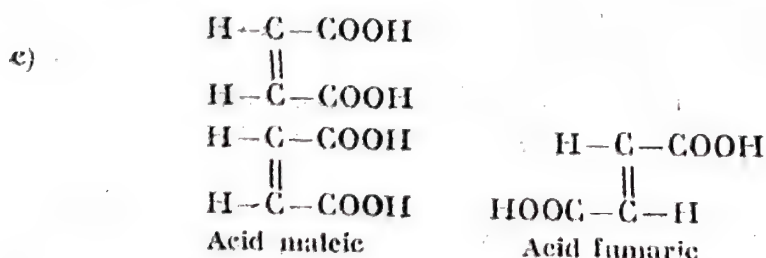 c)
H–C–COOH
||
H–C–COOH
H–C–COOH
||
H–C–COOH
Acid maleic
H–C–COOH
||
HOOC–C–H
Acid fumaric